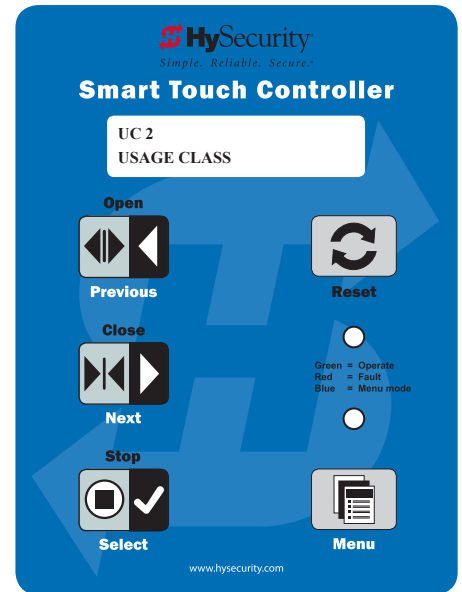 HySecurity
Simple. Reliable. Secure.™
Smart Touch Controller
UC 2
USAGE CLASS
Open
Previous
Reset
Close
Next
Green = Operate
Red = Fault
Blue = Menu mode
Stop
Select
Menu
www.hysecurity.com